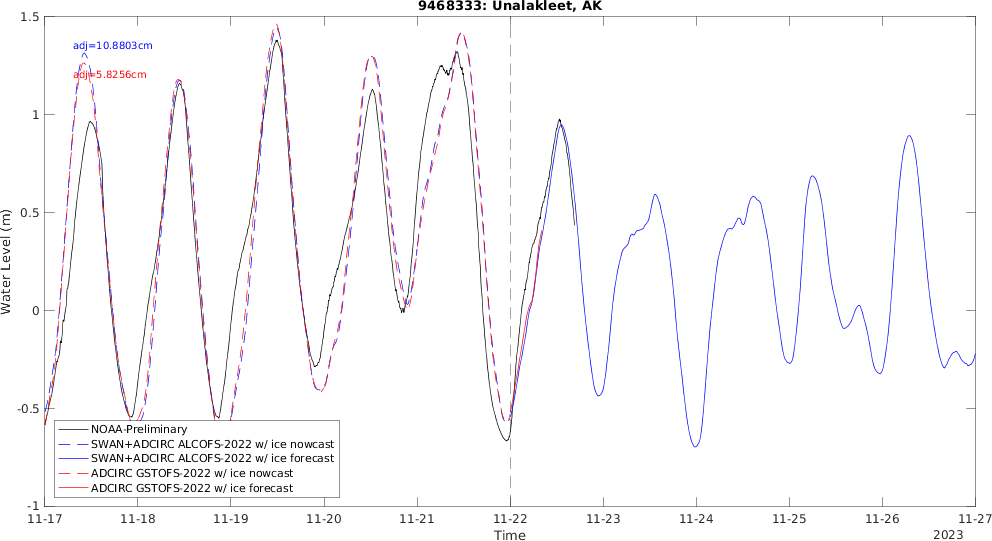 9468333: Unalakleet, AK
1.5
adj=10.8803cm
adj=5.8256cm
1
0.5
0
-0.5
-1
Water Level (m)
NOAA-Preliminary
SWAN+ADCIRC ALCOFS-2022 w/ ice nowcast
SWAN+ADCIRC ALCOFS-2022 w/ ice forecast
ADCIRC GSTOFS-2022 w/ ice nowcast
ADCIRC GSTOFS-2022 w/ ice forecast
11-17 11-18 11-19 11-20 11-21 11-22 11-23 11-24 11-25 11-26 11-27
Time
2023